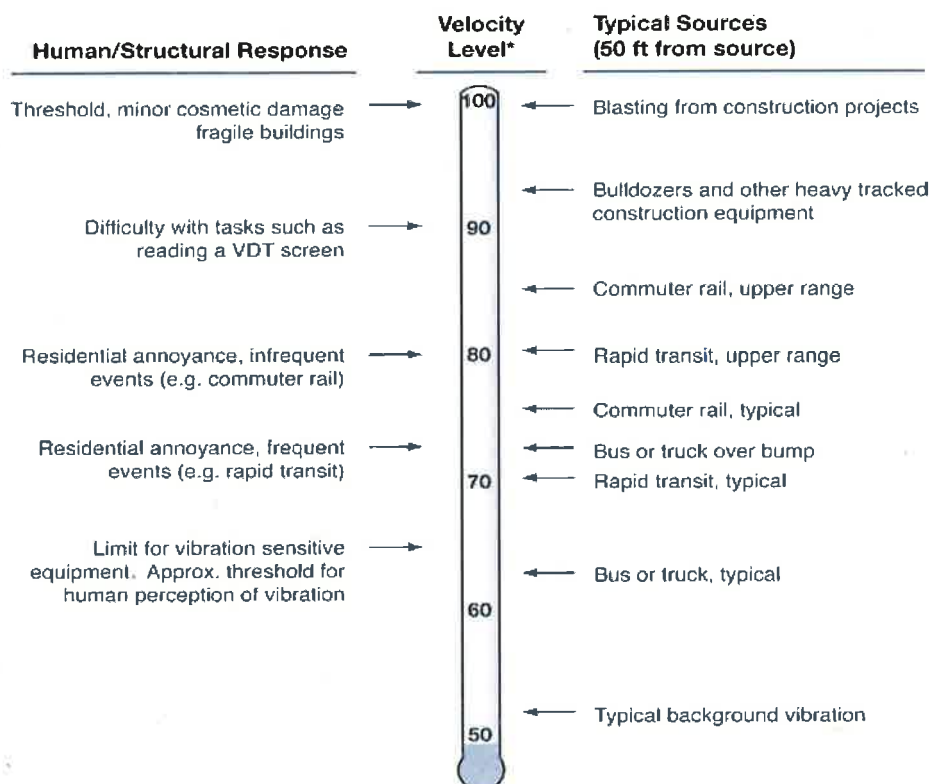 Human/Structural Response
Velocity
Level*
Typical Sources
(50 ft from source)
Threshold, minor cosmetic damage
fragile buildings
100
Blasting from construction projects
Bulldozers and other heavy tracked
construction equipment
Difficulty with tasks such as
reading a VDT screen
90
Commuter rail, upper range
Residential annoyance, infrequent
events (e.g. commuter rail)
80
Rapid transit, upper range
Commuter rail, typical
Residential annoyance, frequent
events (e.g. rapid transit)
Bus or truck over bump
70
Rapid transit, typical
Limit for vibration sensitive
equipment. Approx. threshold for
human perception of vibration
Bus or truck, typical
60
Typical background vibration
50